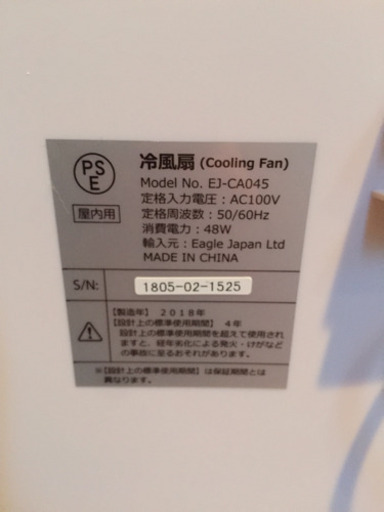 PS
E
屋内用
冷風扇 (Cooling Fan)
Model No. EJ-CA045
定格入力電圧：AC100V
定格周波数：50/60Hz
消費電力：48W
輸入元：Eagle Japan Ltd
MADE IN CHINA
S/N: 1805-02-1525
【製造年】２０１８年
【設計上の標準使用期間】 ４年
設計上の標準使用期間を超えて使用され
ますと、経年劣化による発火・けがなど
の事故に至るおそれがあります。
※【設計上の標準使用期間】は保証期間とは
異なります。